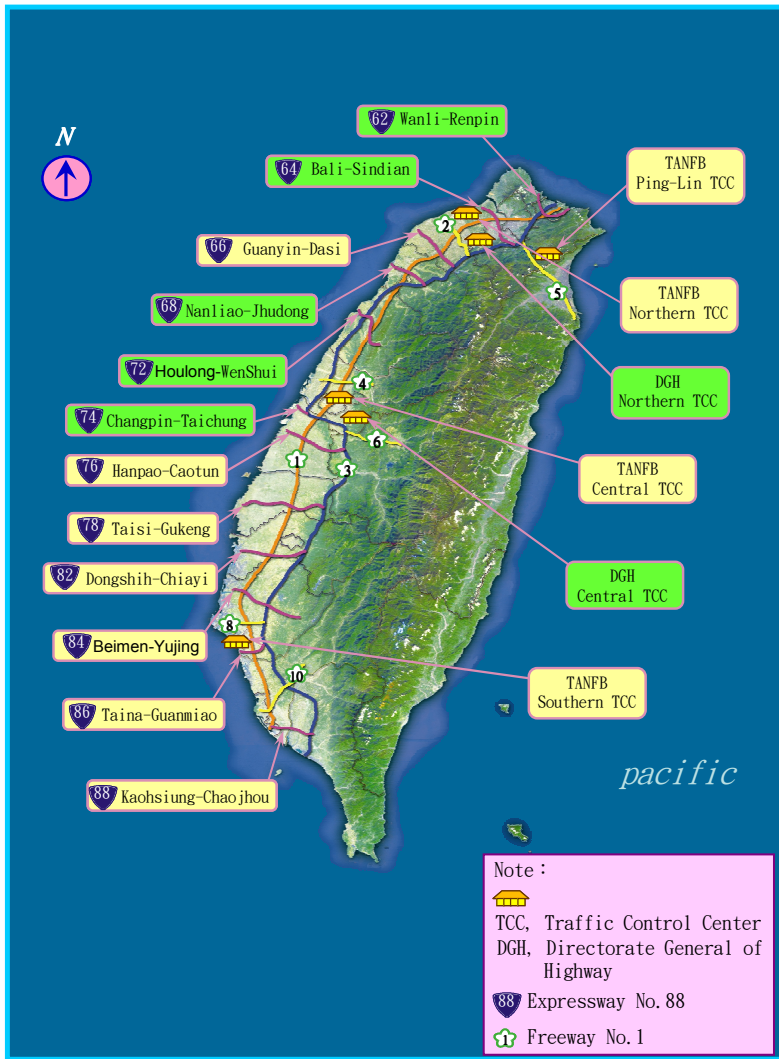 62 Wanli-Renpin
N
64 Bali-Sindian
TANFB
Ping-Lin TCC
2
66 Guanyin-Dasi
5
TANFB
Northern TCC
68 Nanliao-Jhudong
72 Houlong-WenShui
4
DGH
Northern TCC
74 Changpin-Taichung
6
76 Hanpao-Caotun
1
3
TANFB
Central TCC
78 Taisi-Gukeng
82 Dongshih-Chiayi
DGH
Central TCC
8
84 Beimen-Yujing
10
TANFB
Southern TCC
86 Taina-Guanmiao
pacific
88 Kaohsiung-Chaojhou
Note：
TCC, Traffic Control Center
DGH, Directorate General of
Highway
88 Expressway No.88
1 Freeway No.1